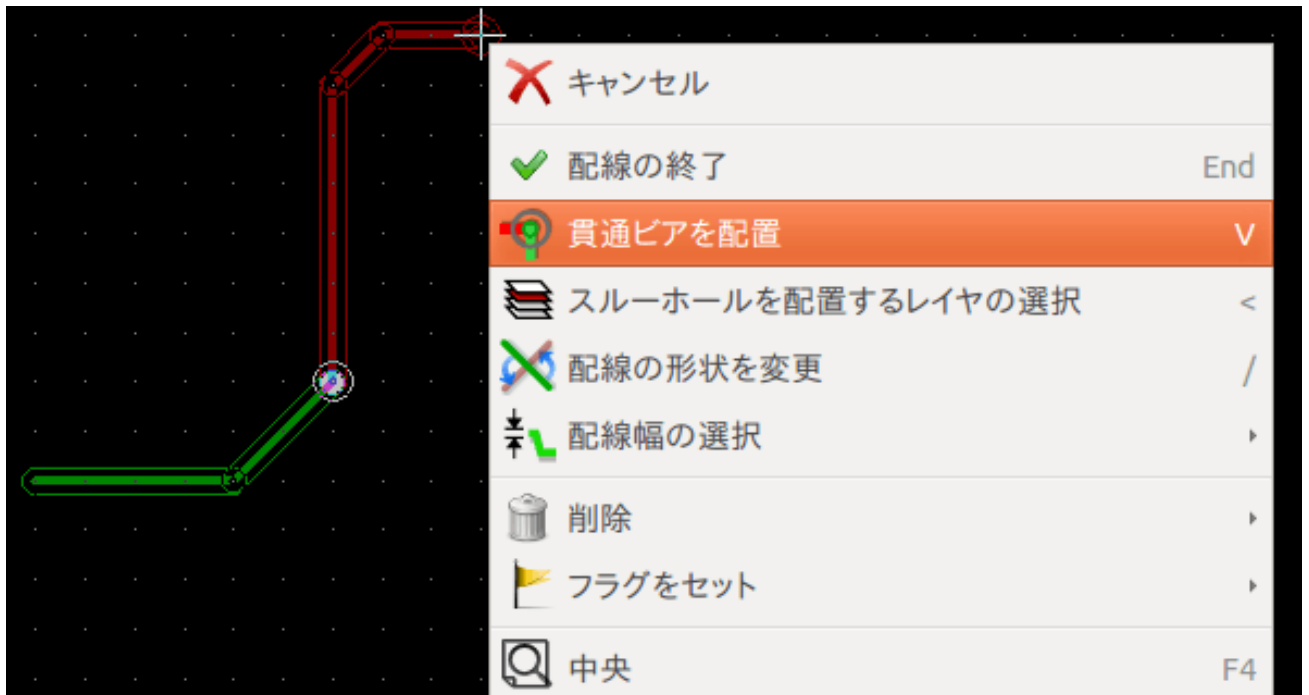 キャンセル
配線の終了 End
貫通ビアを配置 V
スルーホールを配置するレイヤの選択 <
配線の形状を変更 /
配線幅の選択
削除
フラグをセット
中央 F4